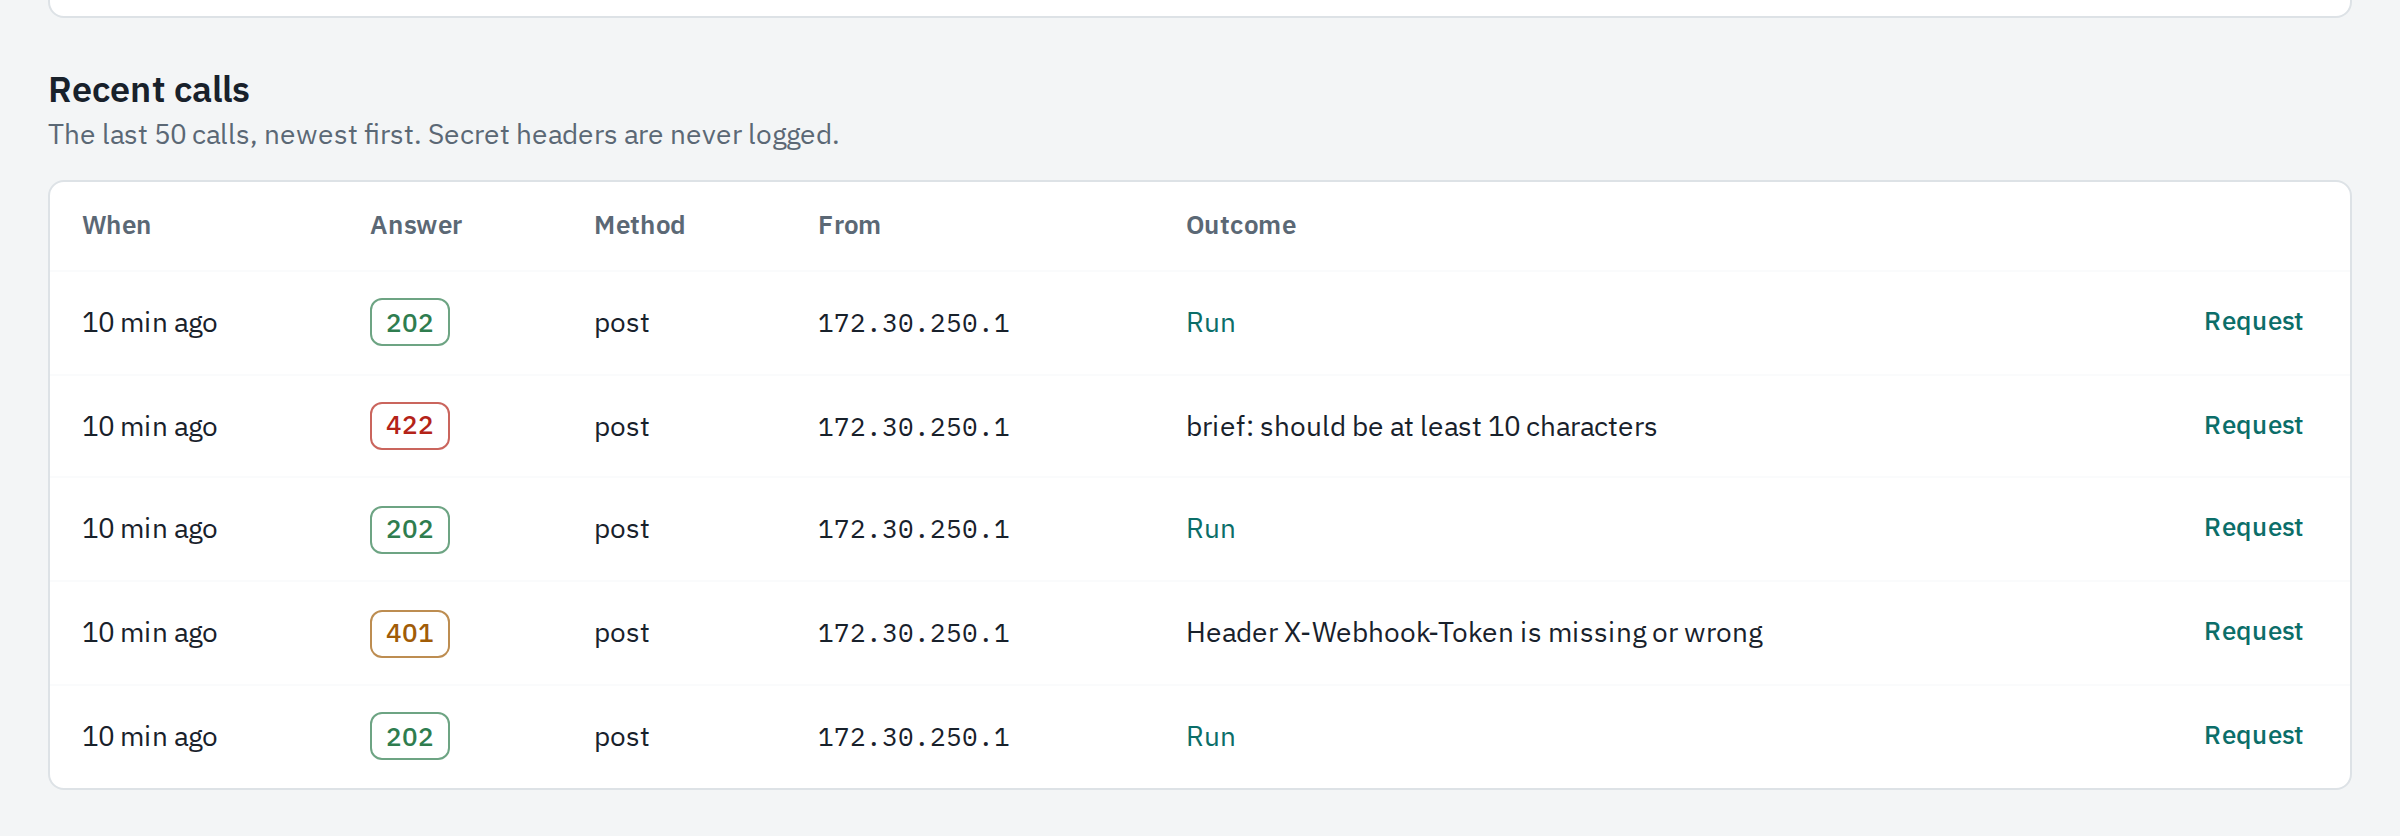 Recent calls
The last 50 calls, newest first. Secret headers are never logged.
When Answer Method From Outcome
10 min ago 202 post 172.30.250.1 Run Request
10 min ago 422 post 172.30.250.1 brief: should be at least 10 characters Request
10 min ago 202 post 172.30.250.1 Run Request
10 min ago 401 post 172.30.250.1 Header X-Webhook-Token is missing or wrong Request
10 min ago 202 post 172.30.250.1 Run Request